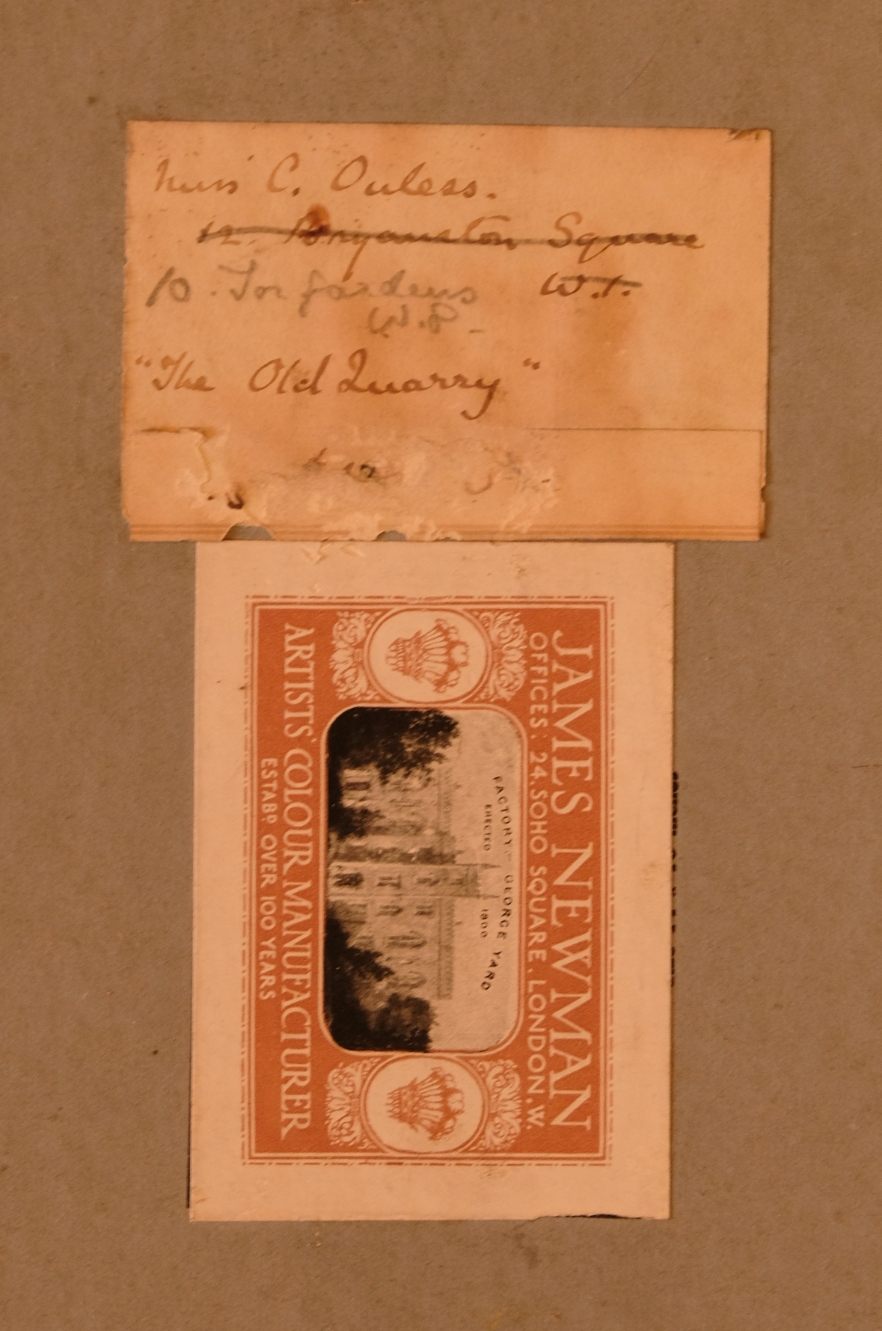 Miss C. Ouless.
12. Bryanston Square
10. Tor Gardens W.1.
W.8.
"The Old Quarry"
JAMES NEWMAN
OFFICES: 24, SOHO SQUARE, LONDON, W.
FACTORY:- GEORGE YARD
ERECTED 1800
ARTISTS' COLOUR MANUFACTURER
ESTABD OVER 100 YEARS